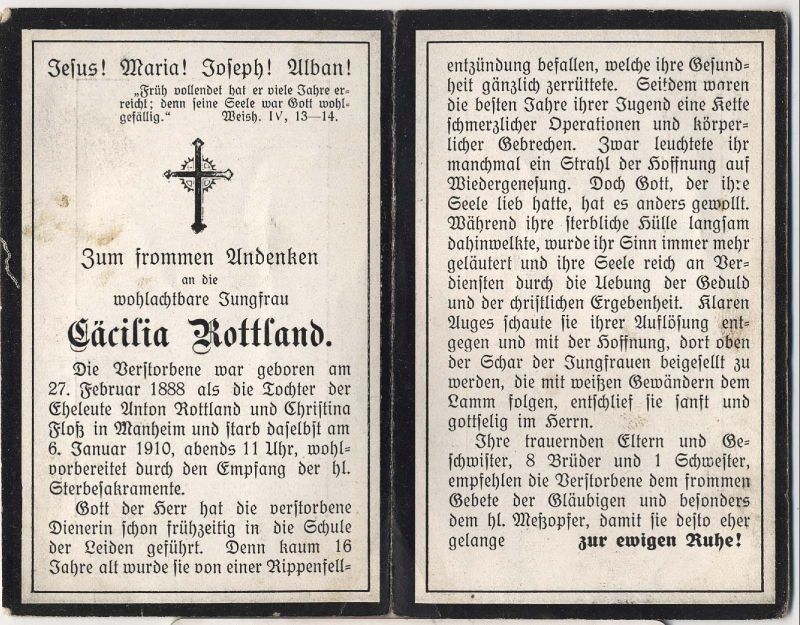 Jesus! Maria! Joseph! Alban!
„Früh vollendet hat er viele Jahre er-
reicht; denn seine Seele war Gott wohl-
gefällig.“ Weish. IV, 13—14.
Zum frommen Andenken
an die
wohlachtbare Jungfrau
Cäcilia Rottland.
Die Verstorbene war geboren am
27. Februar 1888 als die Tochter der
Eheleute Anton Rottland und Christina
Floß in Manheim und starb daselbst am
6. Januar 1910, abends 11 Uhr, wohl-
vorbereitet durch den Empfang der hl.
Sterbesakramente.
Gott der Herr hat die verstorbene
Dienerin schon frühzeitig in die Schule
der Leiden geführt. Denn kaum 16
Jahre alt wurde sie von einer Rippenfell-
entzündung befallen, welche ihre Gesund-
heit gänzlich zerrüttete. Seitdem waren
die besten Jahre ihrer Jugend eine Kette
schmerzlicher Operationen und körper-
licher Gebrechen. Zwar leuchtete ihr
manchmal ein Strahl der Hoffnung auf
Wiedergenesung. Doch Gott, der ihre
Seele lieb hatte, hat es anders gewollt.
Während ihre sterbliche Hülle langsam
dahinwelkte, wurde ihr Sinn immer mehr
geläutert und ihre Seele reich an Ver-
diensten durch die Uebung der Geduld
und der christlichen Ergebenheit. Klaren
Auges schaute sie ihrer Auflösung ent-
gegen und mit der Hoffnung, dort oben
der Schar der Jungfrauen beigesellt zu
werden, die mit weißen Gewändern dem
Lamm folgen, entschlief sie sanft und
gottselig im Herrn.
Ihre trauernden Eltern und Ge-
schwister, 8 Brüder und 1 Schwester,
empfehlen die Verstorbene dem frommen
Gebete der Gläubigen und besonders
dem hl. Meßopfer, damit sie desto eher
gelange zur ewigen Ruhe!